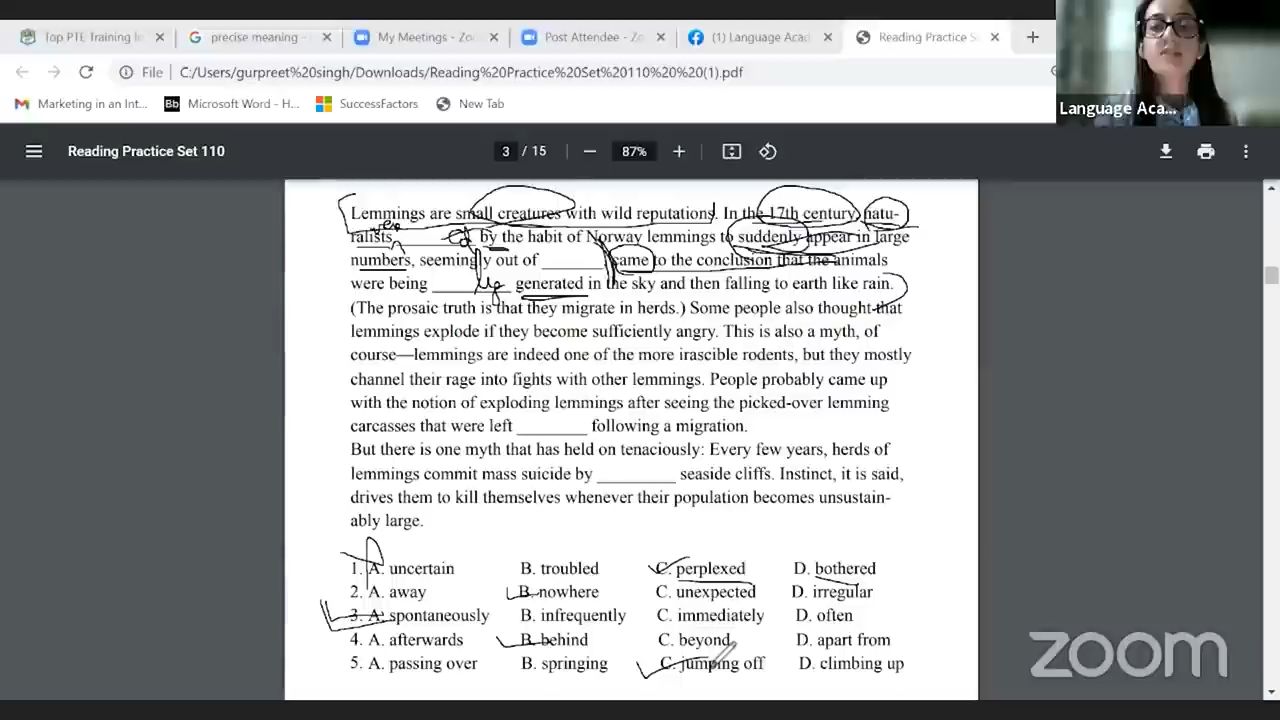 Top PTE Training In
precise meaning -
My Meetings - Zoo
Post Attendee - Zo
(1) Language Acad
Reading Practice S
File
C:/Users/gurpreet%20singh/Downloads/Reading%20Practice%20Set%20110%20%20(1).pdf
Marketing in an Int...
Bb Microsoft Word - H...
SuccessFactors
New Tab
Language Aca...
Reading Practice Set 110
3 / 15
87%
Lemmings are small creatures with wild reputations. In the 17th century, natu-
ralists ________ by the habit of Norway lemmings to suddenly appear in large
numbers, seemingly out of ________ came to the conclusion that the animals
were being ________ generated in the sky and then falling to earth like rain.
(The prosaic truth is that they migrate in herds.) Some people also thought that
lemmings explode if they become sufficiently angry. This is also a myth, of
course—lemmings are indeed one of the more irascible rodents, but they mostly
channel their rage into fights with other lemmings. People probably came up
with the notion of exploding lemmings after seeing the picked-over lemming
carcasses that were left ________ following a migration.
But there is one myth that has held on tenaciously: Every few years, herds of
lemmings commit mass suicide by ________ seaside cliffs. Instinct, it is said,
drives them to kill themselves whenever their population becomes unsustain-
ably large.
1. A. uncertain B. troubled C. perplexed D. bothered
2. A. away B. nowhere C. unexpected D. irregular
3. A. spontaneously B. infrequently C. immediately D. often
4. A. afterwards B. behind C. beyond D. apart from
5. A. passing over B. springing C. jumping off D. climbing up
zoom